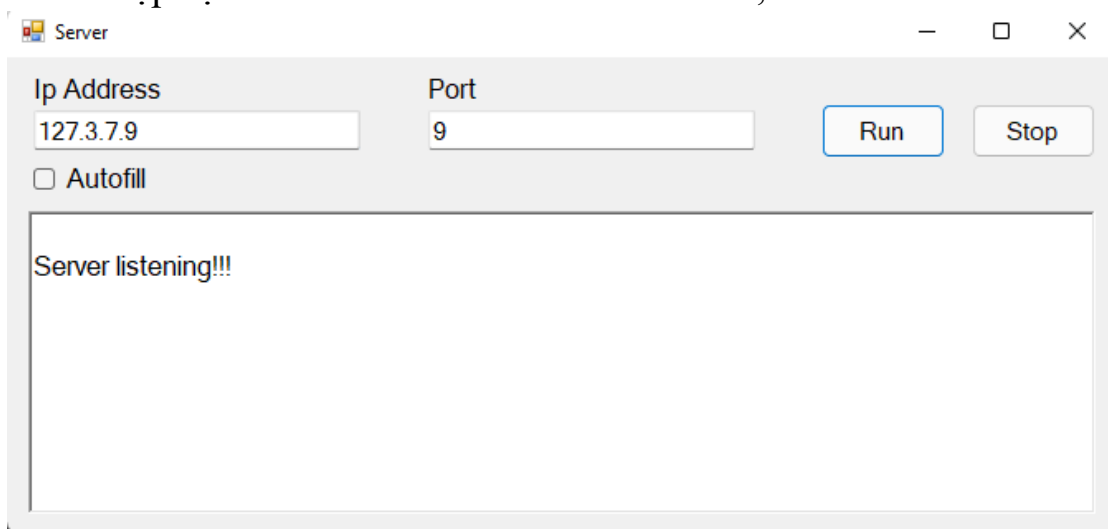 Server
Ip Address Port
127.3.7.9 9 Run Stop
Autofill
Server listening!!!